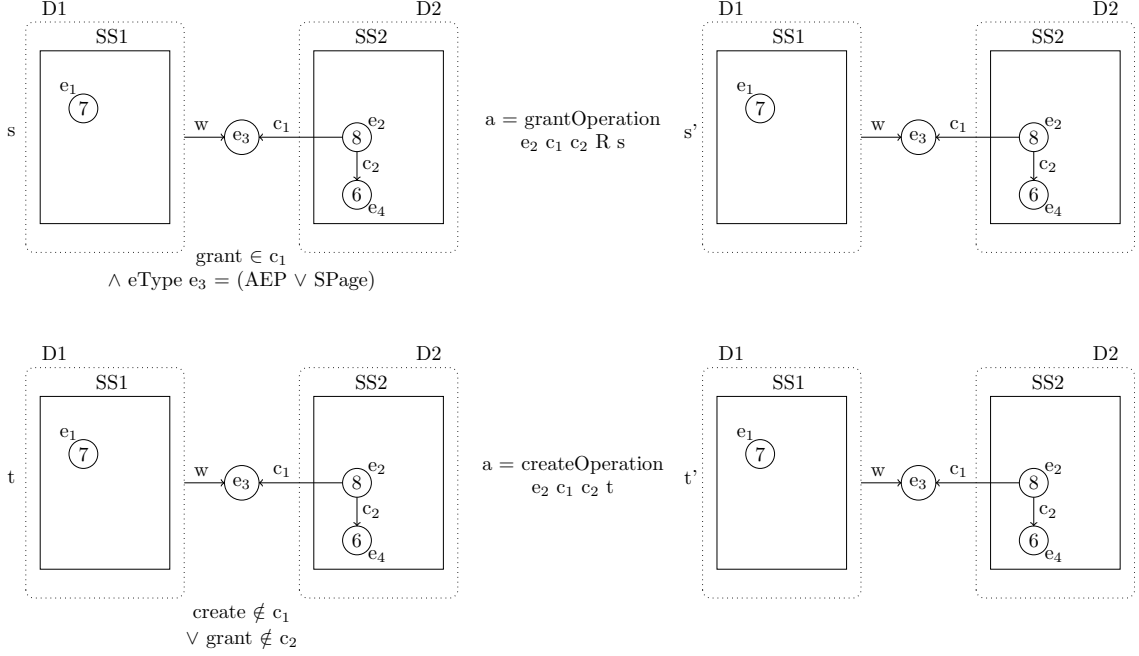 D1 D2 D1 D2
SS1 SS2 SS1 SS2
e1 e1
7 7
w c1 e2 w c1 e2
s e3 8 a = grantOperation s' e3 8
e2 c1 c2 R s
c2 c2
6 6
e4 e4
grant ∈ c1
∧ eType e3 = (AEP ∨ SPage)
D1 D2 D1 D2
SS1 SS2 SS1 SS2
e1 e1
7 7
w c1 e2 w c1 e2
t e3 8 a = createOperation t' e3 8
e2 c1 c2 t
c2 c2
6 6
e4 e4
create ∉ c1
∨ grant ∉ c2